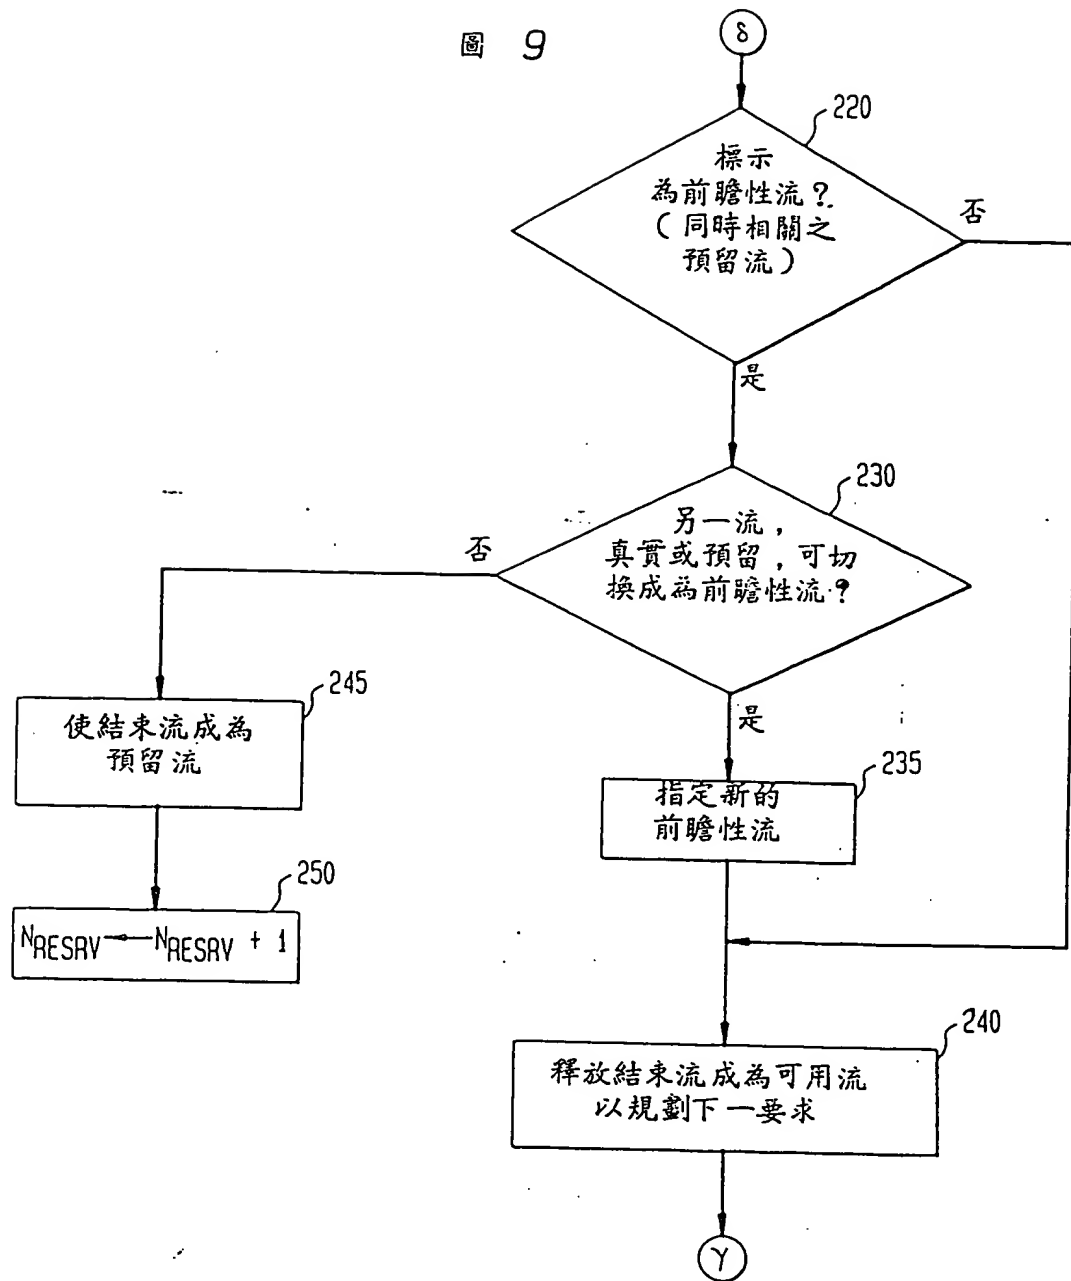 圖 9
δ
220
標示
為前瞻性流?
(同時相關之
預留流)
否
是
230
另一流,
真實或預留,可切
換成為前瞻性流?
否
是
245
使結束流成為
預留流
235
指定新的
前瞻性流
250
NRESRV ← NRESRV + 1
240
釋放結束流成為可用流
以規劃下一要求
γ